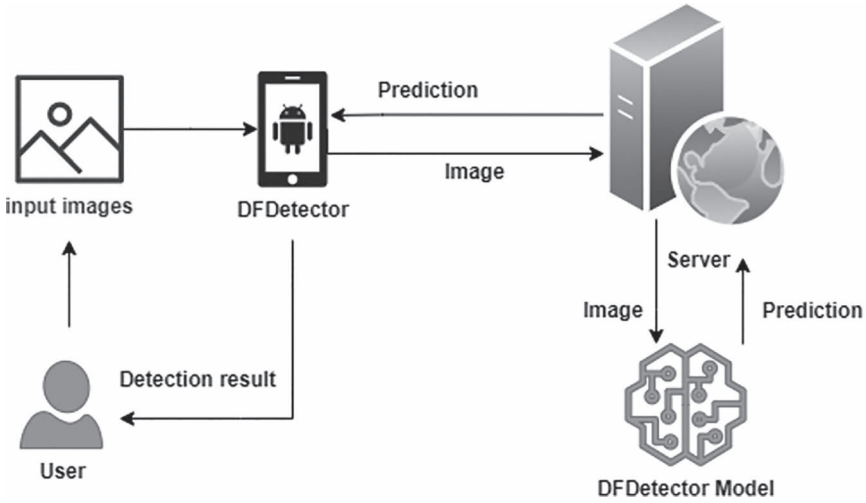 Prediction
Image
input images
DFDetector
Server
Image
Prediction
Detection result
User
DFDetector Model